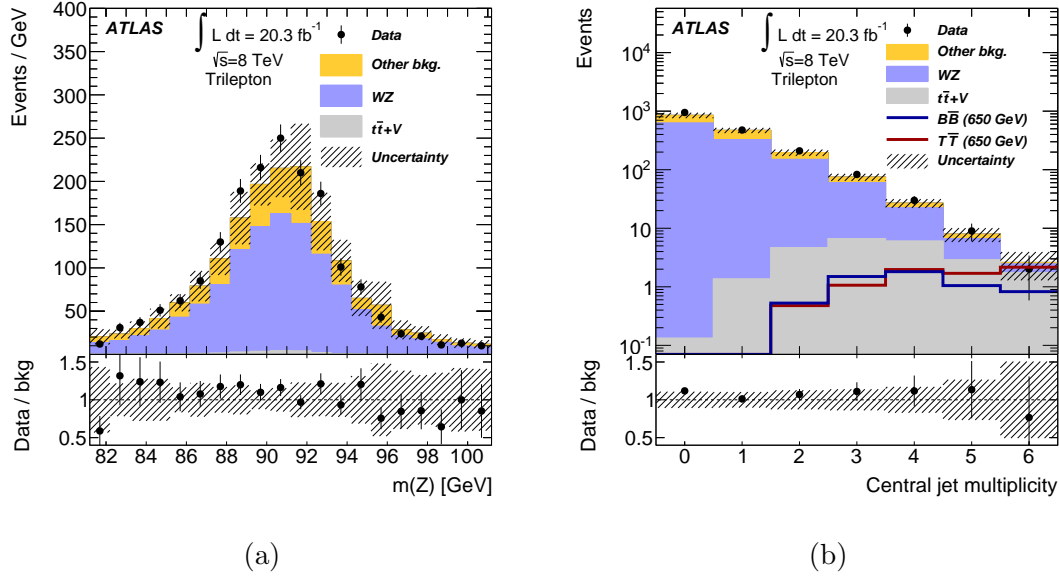 Events / GeV
400
350
300
250
200
150
100
50
ATLAS
∫ L dt = 20.3 fb⁻¹
√s=8 TeV
Trilepton
Data
Other bkg.
WZ
tt̄+V
Uncertainty
Data / bkg
1.5
1
0.5
82 84 86 88 90 92 94 96 98 100
m(Z) [GeV]
(a)
Events
10⁴
10³
10²
10
1
10⁻¹
ATLAS
∫ L dt = 20.3 fb⁻¹
√s=8 TeV
Trilepton
Data
Other bkg.
WZ
tt̄+V
BB̅ (650 GeV)
TT̅ (650 GeV)
Uncertainty
Data / bkg
1.5
1
0.5
0 1 2 3 4 5 6
Central jet multiplicity
(b)